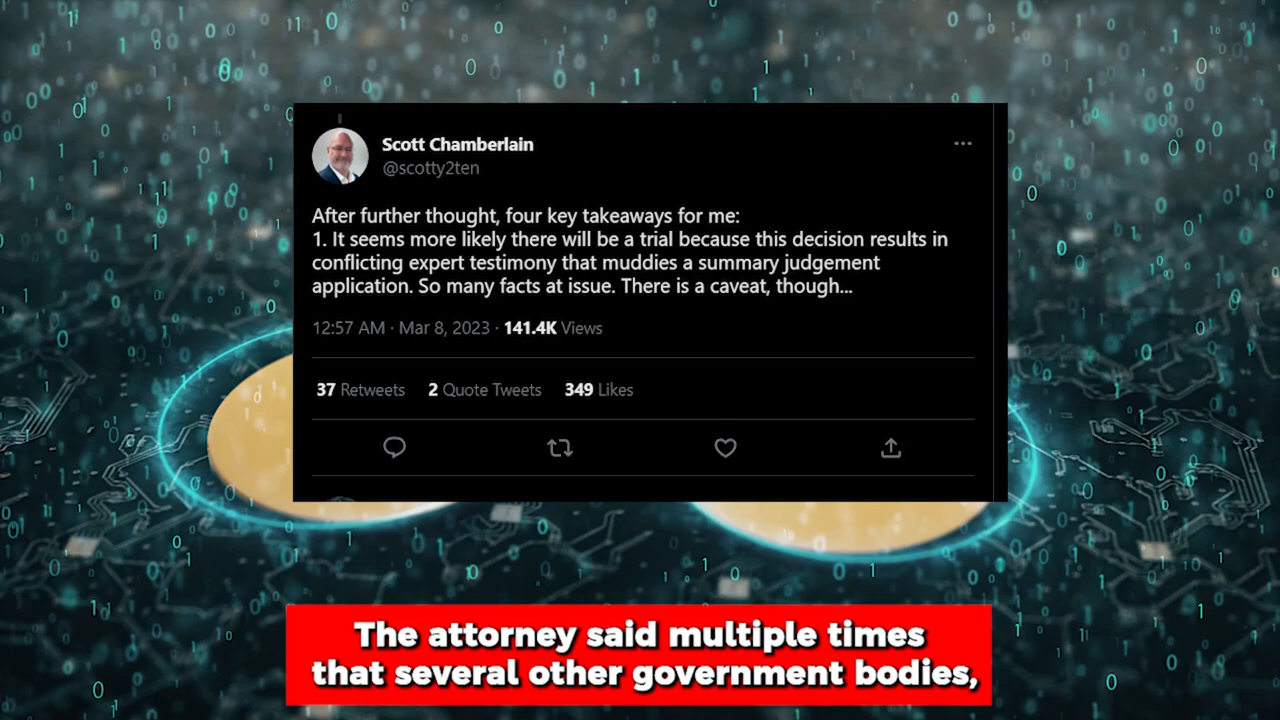 Scott Chamberlain
@scotty2ten
After further thought, four key takeaways for me:
1. It seems more likely there will be a trial because this decision results in
conflicting expert testimony that muddies a summary judgement
application. So many facts at issue. There is a caveat, though...
12:57 AM · Mar 8, 2023 · 141.4K Views
37 Retweets 2 Quote Tweets 349 Likes
The attorney said multiple times
that several other government bodies,